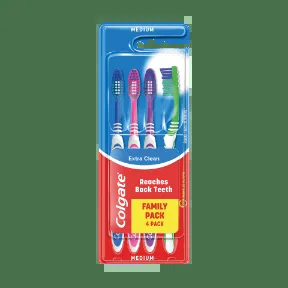 MEDIUM
Extra Clean
Colgate
Reaches
Back Teeth
FAMILY
PACK
4 PACK
MEDIUM